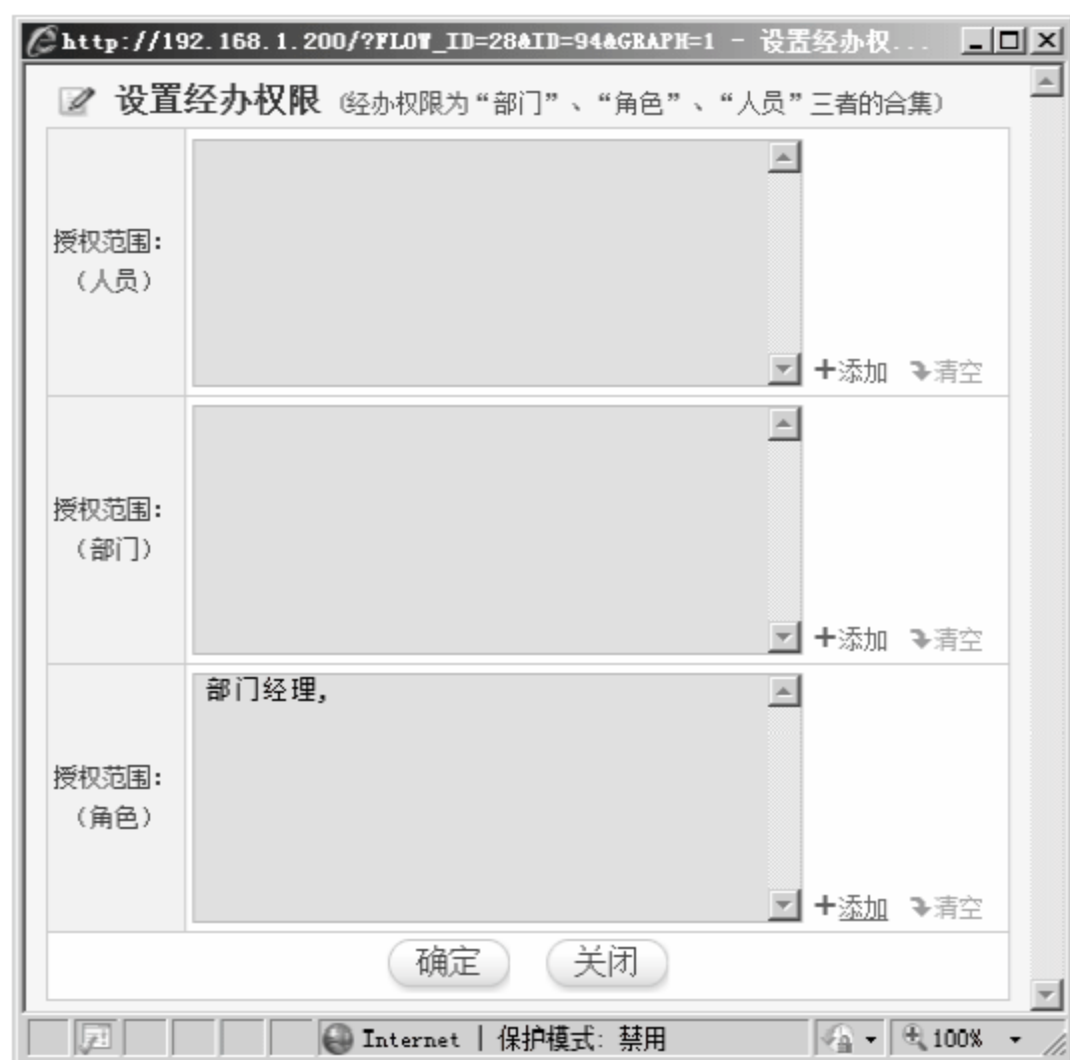 http://192.168.1.200/?FLOW_ID=28&ID=94&GRAPH=1 - 设置经办权...
设置经办权限 (经办权限为“部门”、“角色”、“人员”三者的合集)
授权范围:
(人员)
+添加 清空
授权范围:
(部门)
+添加 清空
部门经理,
授权范围:
(角色)
+添加 清空
确定 关闭
Internet | 保护模式: 禁用 100%